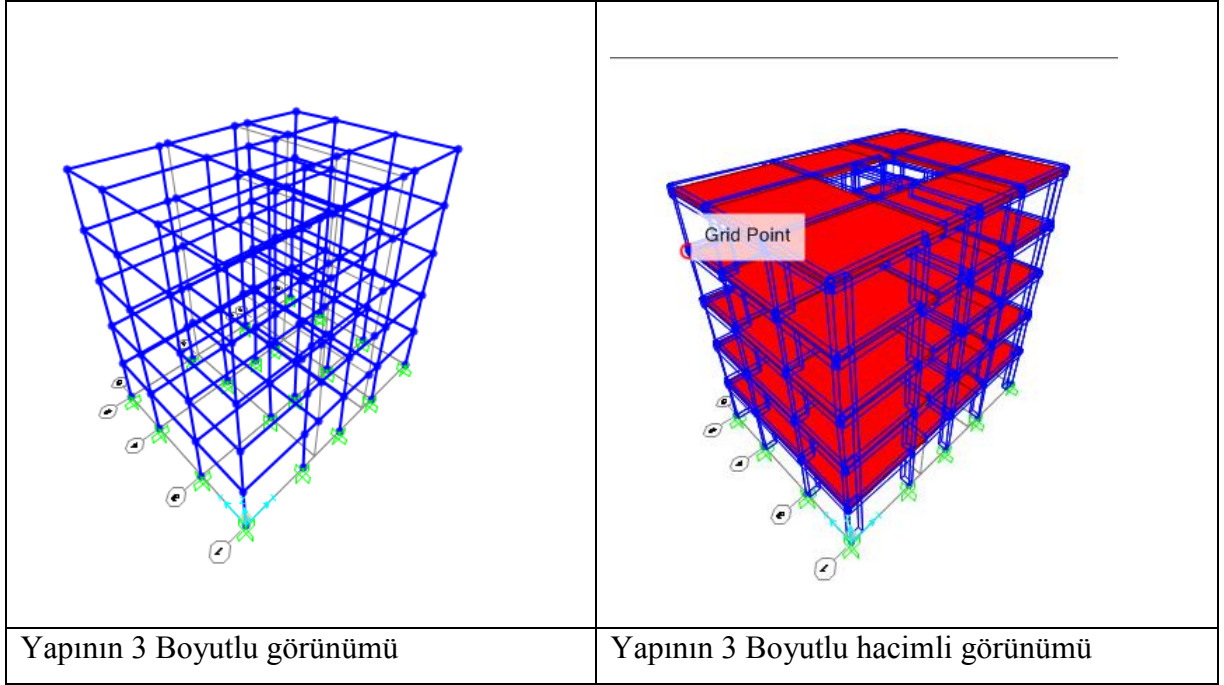 Grid Point
Yapının 3 Boyutlu görünümü
Yapının 3 Boyutlu hacimli görünümü